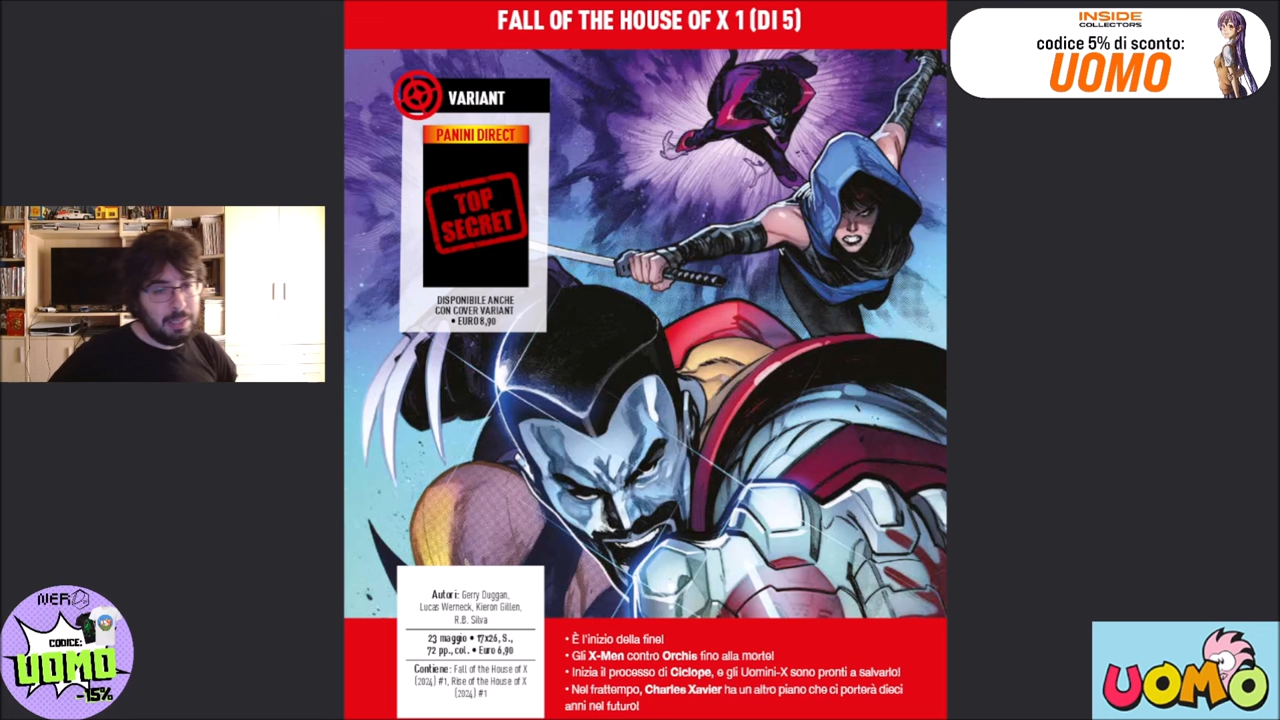 FALL OF THE HOUSE OF X 1 (DI 5)
INSIDE
COLLECTORS
codice 5% di sconto:
UOMO
VARIANT
PANINI DIRECT
TOP
SECRET
DISPONIBILE ANCHE
CON COVER VARIANT
• EURO 8,90
Autori: Gerry Duggan,
Lucas Werneck, Kieron Gillen,
R.B. Silva
23 maggio • 17x26, S.,
72 pp., col. • Euro 6,90
Contiene: Fall of the House of X
(2024) #1, Rise of the House of X
(2024) #1
• È l'inizio della fine!
• Gli X-Men contro Orchis fino alla morte!
• Inizia il processo di Ciclope, e gli Uomini-X sono pronti a salvarlo!
• Nel frattempo, Charles Xavier ha un altro piano che ci porterà dieci
anni nel futuro!
NERO
CODICE:
UOMO
-15%
UOMO